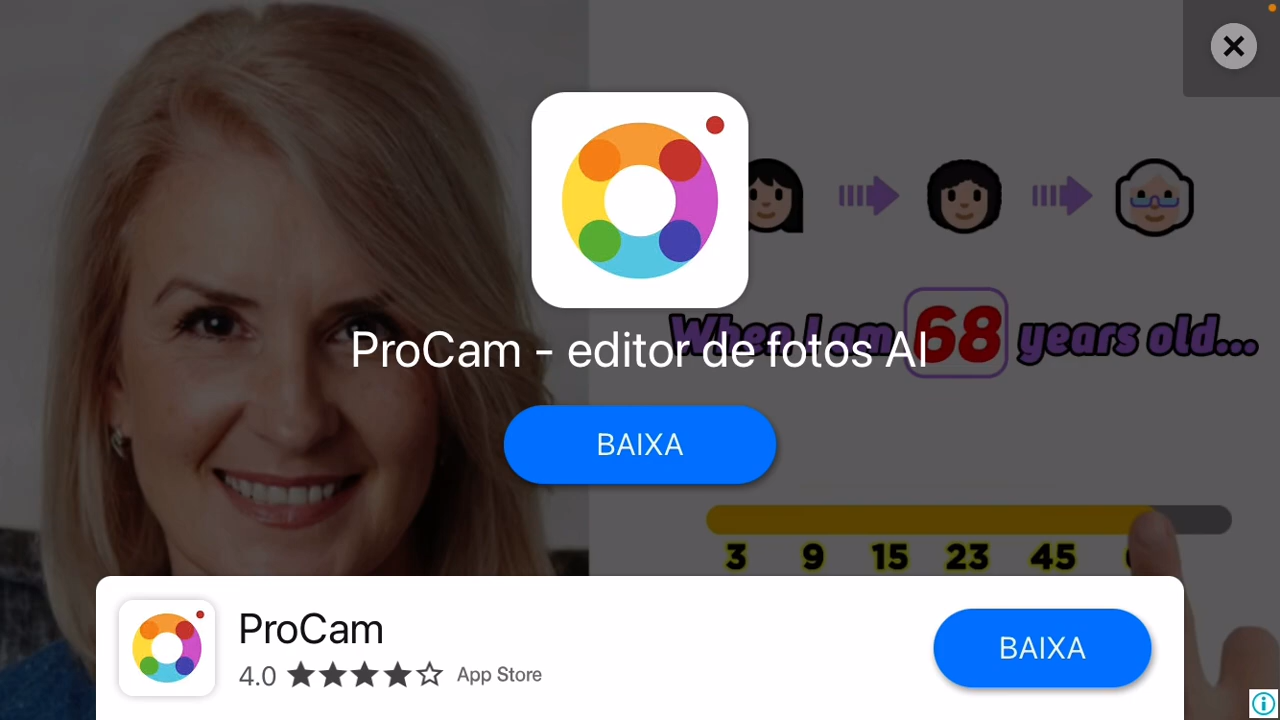 When I am 68 years old...
ProCam - editor de fotos AI
BAIXA
3 9 15 23 45
ProCam
4.0 App Store
BAIXA